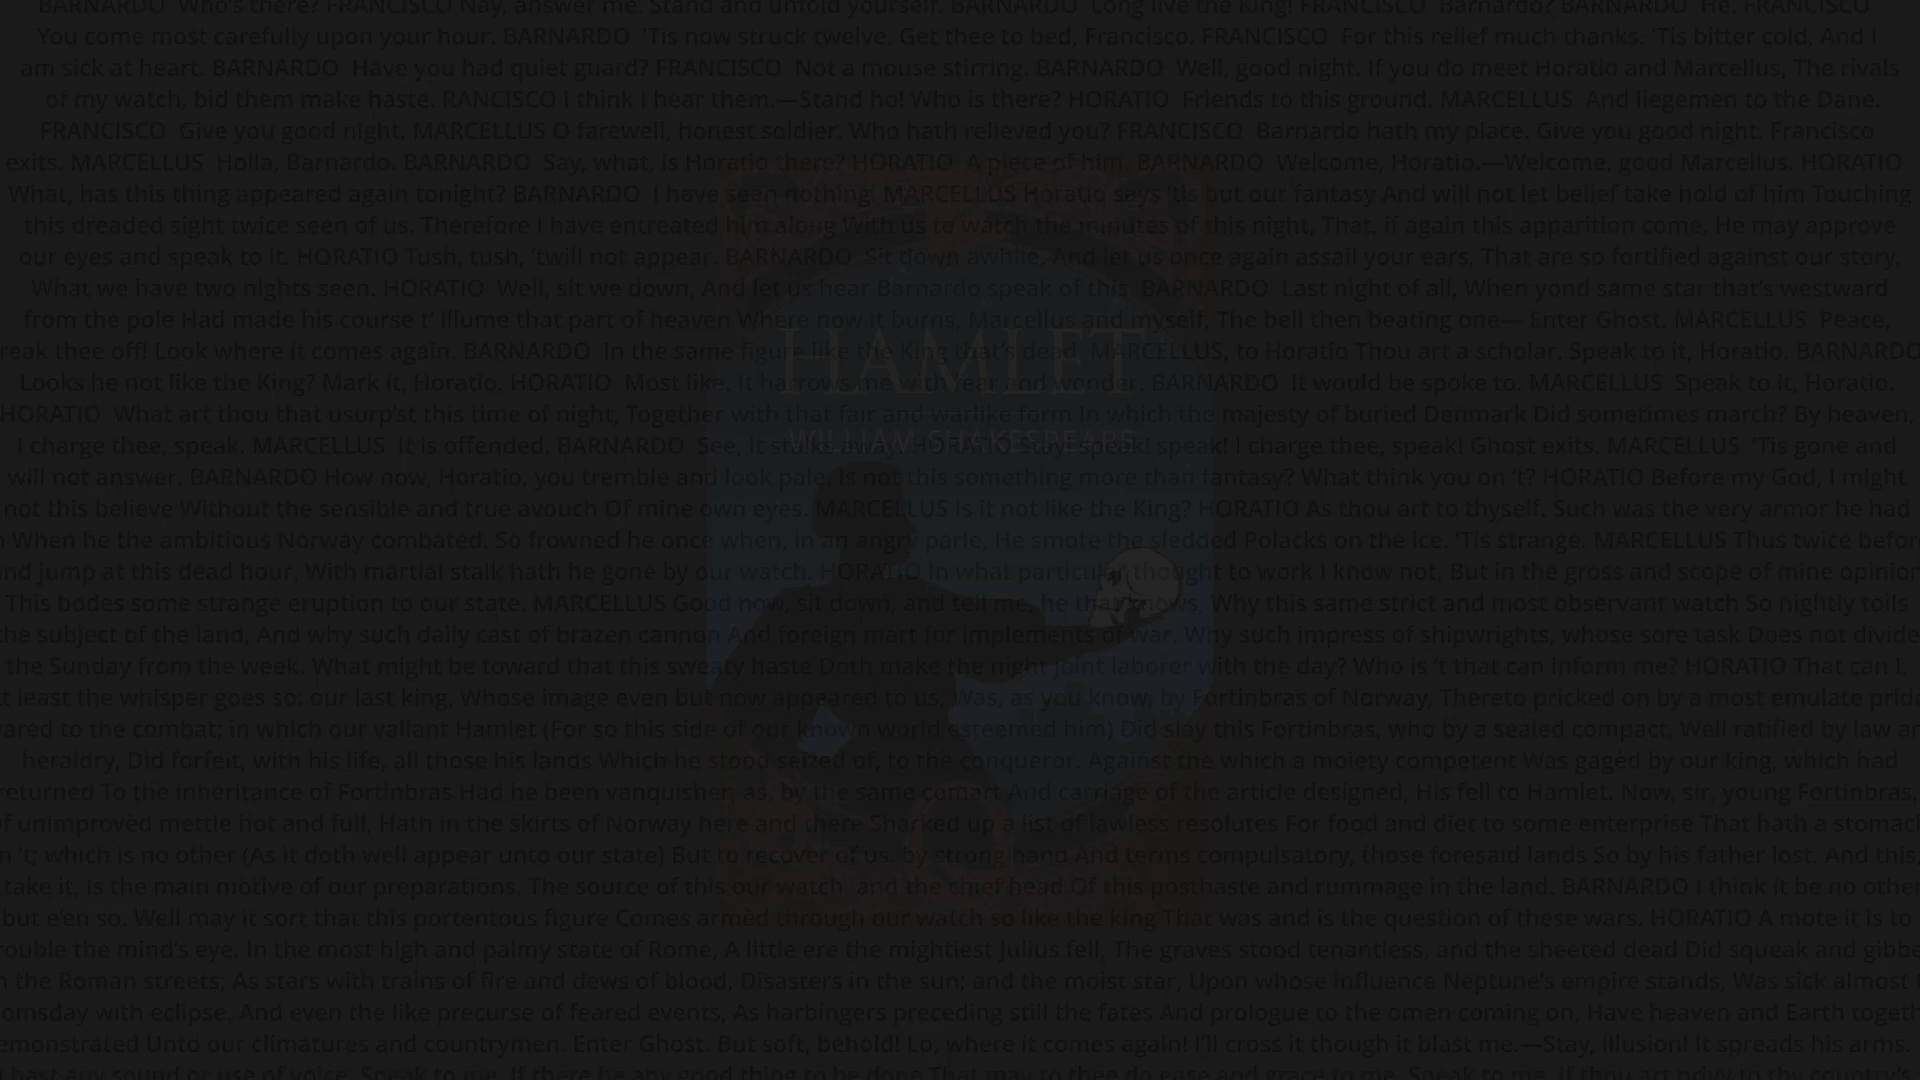 BARNARDO Who's there? FRANCISCO Nay, answer me. Stand and unfold yourself. BARNARDO Long live the King! FRANCISCO Barnardo? BARNARDO He. FRANCISCO
You come most carefully upon your hour. BARNARDO 'Tis now struck twelve. Get thee to bed, Francisco. FRANCISCO For this relief much thanks. 'Tis bitter cold, And I
am sick at heart. BARNARDO Have you had quiet guard? FRANCISCO Not a mouse stirring. BARNARDO Well, good night. If you do meet Horatio and Marcellus, The rivals
of my watch, bid them make haste. RANCISCO I think I hear them.—Stand ho! Who is there? HORATIO Friends to this ground. MARCELLUS And liegemen to the Dane.
FRANCISCO Give you good night. MARCELLUS O farewell, honest soldier. Who hath relieved you? FRANCISCO Barnardo hath my place. Give you good night. Francisco
exits. MARCELLUS Holla, Barnardo. BARNARDO Say, what, is Horatio there? HORATIO A piece of him. BARNARDO Welcome, Horatio.—Welcome, good Marcellus. HORATIO
What, has this thing appeared again tonight? BARNARDO I have seen nothing. MARCELLUS Horatio says 'tis but our fantasy And will not let belief take hold of him Touching
this dreaded sight twice seen of us. Therefore I have entreated him along With us to watch the minutes of this night, That, if again this apparition come, He may approve
our eyes and speak to it. HORATIO Tush, tush, 'twill not appear. BARNARDO Sit down awhile, And let us once again assail your ears, That are so fortified against our story,
What we have two nights seen. HORATIO Well, sit we down, And let us hear Barnardo speak of this. BARNARDO Last night of all, When yond same star that's westward
from the pole Had made his course t' illume that part of heaven Where now it burns, Marcellus and myself, The bell then beating one— Enter Ghost. MARCELLUS Peace,
reak thee off! Look where it comes again. BARNARDO In the same figure like the King that's dead. MARCELLUS, to Horatio Thou art a scholar. Speak to it, Horatio. BARNARDO
HAMLET
Looks he not like the King? Mark it, Horatio. HORATIO Most like. It harrows me with fear and wonder. BARNARDO It would be spoke to. MARCELLUS Speak to it, Horatio.
HORATIO What art thou that usurp'st this time of night, Together with that fair and warlike form In which the majesty of buried Denmark Did sometimes march? By heaven,
WILLIAM SHAKESPEARE
I charge thee, speak. MARCELLUS It is offended. BARNARDO See, it stalks away. HORATIO Stay! speak! speak! I charge thee, speak! Ghost exits. MARCELLUS 'Tis gone and
will not answer. BARNARDO How now, Horatio, you tremble and look pale. Is not this something more than fantasy? What think you on 't? HORATIO Before my God, I might
not this believe Without the sensible and true avouch Of mine own eyes. MARCELLUS Is it not like the King? HORATIO As thou art to thyself. Such was the very armor he had
When he the ambitious Norway combated. So frowned he once when, in an angry parle, He smote the sledded Polacks on the ice. 'Tis strange. MARCELLUS Thus twice befor
nd jump at this dead hour, With martial stalk hath he gone by our watch. HORATIO In what particular thought to work I know not, But in the gross and scope of mine opinion
This bodes some strange eruption to our state. MARCELLUS Good now, sit down, and tell me, he that knows, Why this same strict and most observant watch So nightly toils
the subject of the land, And why such daily cast of brazen cannon And foreign mart for implements of war, Why such impress of shipwrights, whose sore task Does not divide
the Sunday from the week. What might be toward that this sweaty haste Doth make the night joint laborer with the day? Who is 't that can inform me? HORATIO That can I.
t least the whisper goes so: our last king, Whose image even but now appeared to us, Was, as you know, by Fortinbras of Norway, Thereto pricked on by a most emulate pride
ared to the combat; in which our valiant Hamlet (For so this side of our known world esteemed him) Did slay this Fortinbras, who by a sealed compact, Well ratified by law an
heraldry, Did forfeit, with his life, all those his lands Which he stood seized of, to the conqueror. Against the which a moiety competent Was gagèd by our king, which had
returned To the inheritance of Fortinbras Had he been vanquisher, as, by the same comart And carriage of the article designed, His fell to Hamlet. Now, sir, young Fortinbras,
f unimprovèd mettle hot and full, Hath in the skirts of Norway here and there Sharked up a list of lawless resolutes For food and diet to some enterprise That hath a stomach
n 't; which is no other (As it doth well appear unto our state) But to recover of us, by strong hand And terms compulsatory, those foresaid lands So by his father lost. And this,
take it, Is the main motive of our preparations, The source of this our watch, and the chief head Of this posthaste and rummage in the land. BARNARDO I think it be no other
but e'en so. Well may it sort that this portentous figure Comes armèd through our watch so like the king That was and is the question of these wars. HORATIO A mote it is to
rouble the mind's eye. In the most high and palmy state of Rome, A little ere the mightiest Julius fell, The graves stood tenantless, and the sheeted dead Did squeak and gibbe
n the Roman streets; As stars with trains of fire and dews of blood, Disasters in the sun; and the moist star, Upon whose influence Neptune's empire stands, Was sick almost t
omsday with eclipse. And even the like precurse of feared events, As harbingers preceding still the fates And prologue to the omen coming on, Have heaven and Earth togeth
emonstrated Unto our climatures and countrymen. Enter Ghost. But soft, behold! Lo, where it comes again! I'll cross it though it blast me.—Stay, illusion! It spreads his arms.
hast any sound or use of voice, Speak to me. If there be any good thing to be done That may to thee do ease and grace to me, Speak to me. If thou art privy to thy country's